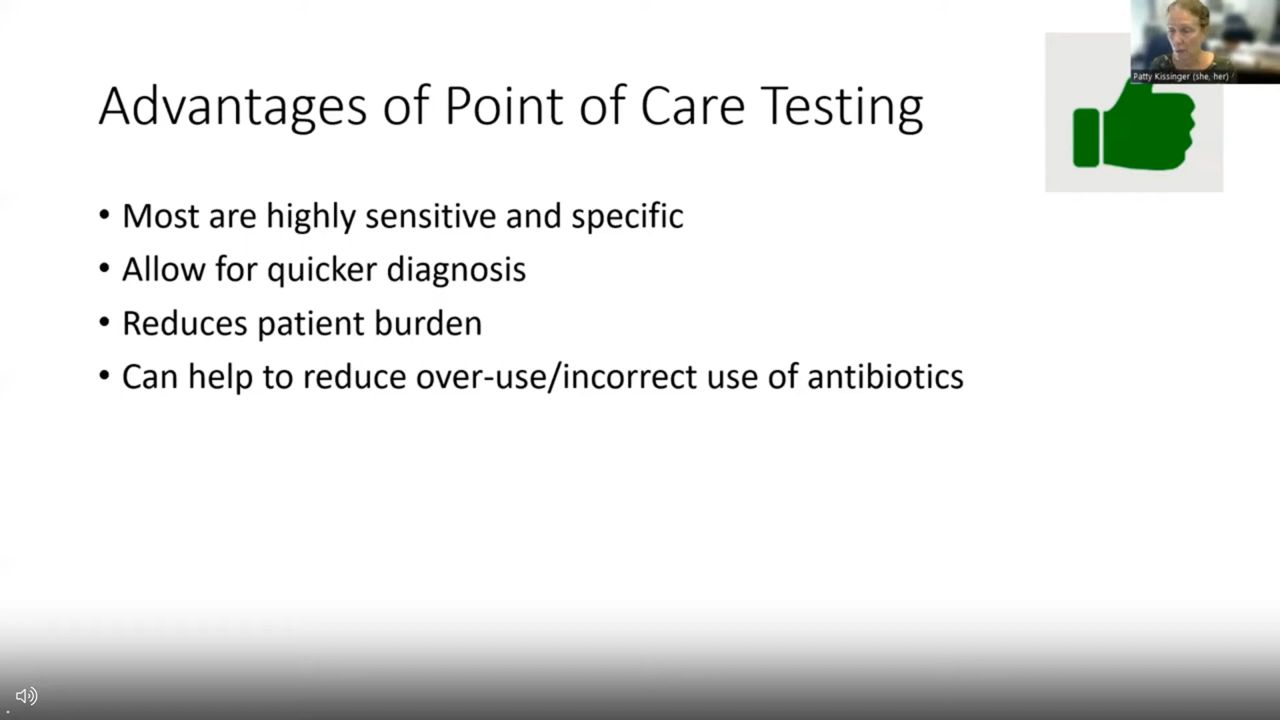 Patty Kissinger (she, her)
Advantages of Point of Care Testing
• Most are highly sensitive and specific
• Allow for quicker diagnosis
• Reduces patient burden
• Can help to reduce over-use/incorrect use of antibiotics